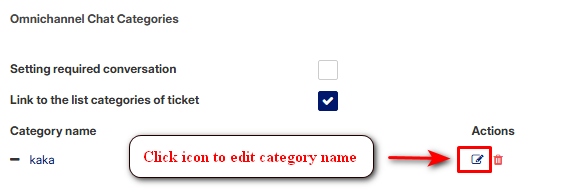 Omnichannel Chat Categories
Setting required conversation
Link to the list categories of ticket
Category name Actions
kaka Click icon to edit category name